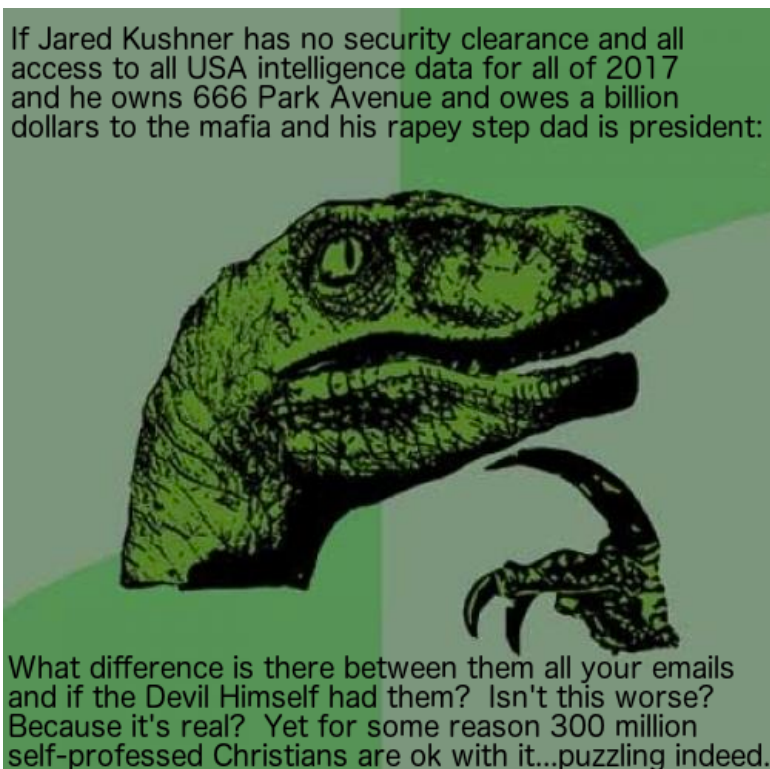 If Jared Kushner has no security clearance and all
access to all USA intelligence data for all of 2017
and he owns 666 Park Avenue and owes a billion
dollars to the mafia and his rapey step dad is president:
What difference is there between them all your emails
and if the Devil Himself had them?  Isn't this worse?
Because it's real?  Yet for some reason 300 million
self-professed Christians are ok with it...puzzling indeed.